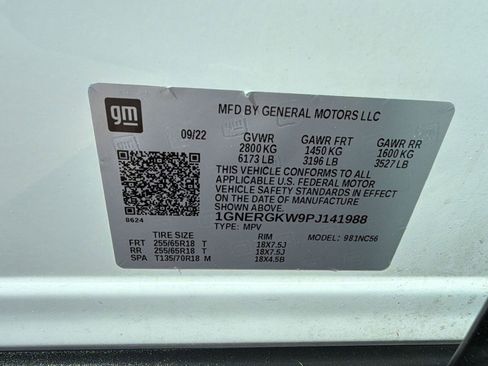 gm
MFD BY GENERAL MOTORS LLC
09/22 GVWR GAWR FRT GAWR RR
2800 KG 1450 KG 1600 KG
6173 LB 3196 LB 3527 LB
THIS VEHICLE CONFORMS TO ALL
APPLICABLE U.S. FEDERAL MOTOR
VEHICLE SAFETY STANDARDS IN EFFECT
ON THE DATE OF MANUFACTURE SHOWN ABOVE.
1GNERGKW9PJ141988
8624
TYPE: MPV
TIRE SIZE RIM MODEL: 981NC56
FRT 255/65R18 T 18X7.5J
RR 255/65R18 T 18X7.5J
SPA T135/70R18 M 18X4.5B